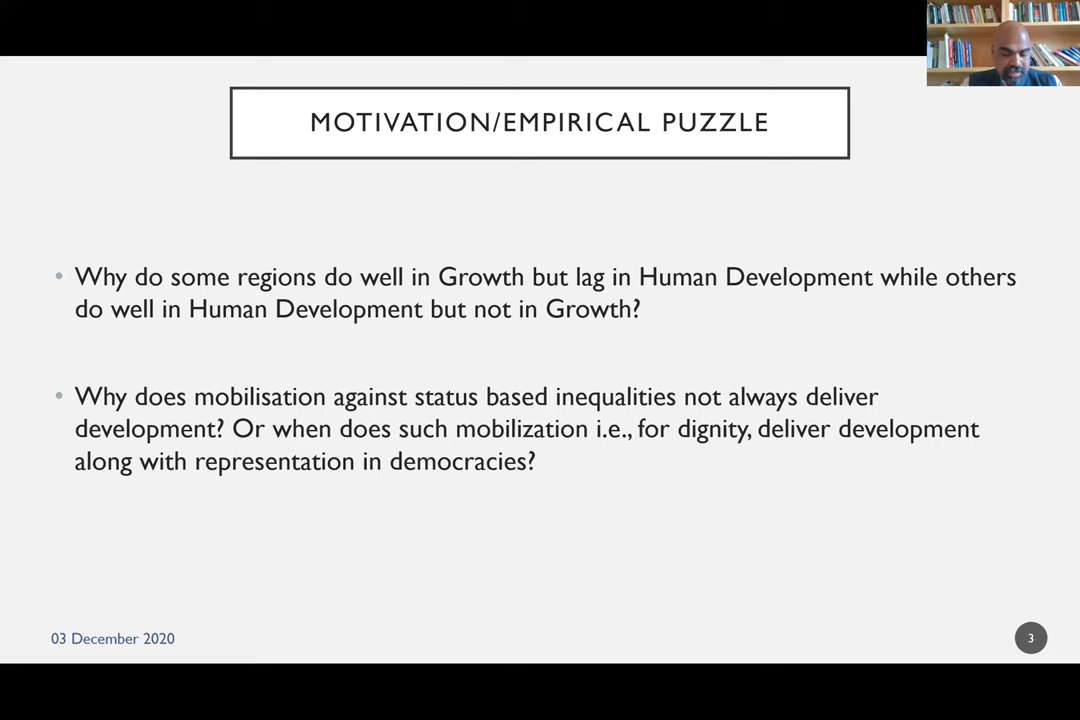 MOTIVATION/EMPIRICAL PUZZLE
• Why do some regions do well in Growth but lag in Human Development while others
do well in Human Development but not in Growth?
• Why does mobilisation against status based inequalities not always deliver
development? Or when does such mobilization i.e., for dignity, deliver development
along with representation in democracies?
03 December 2020
3